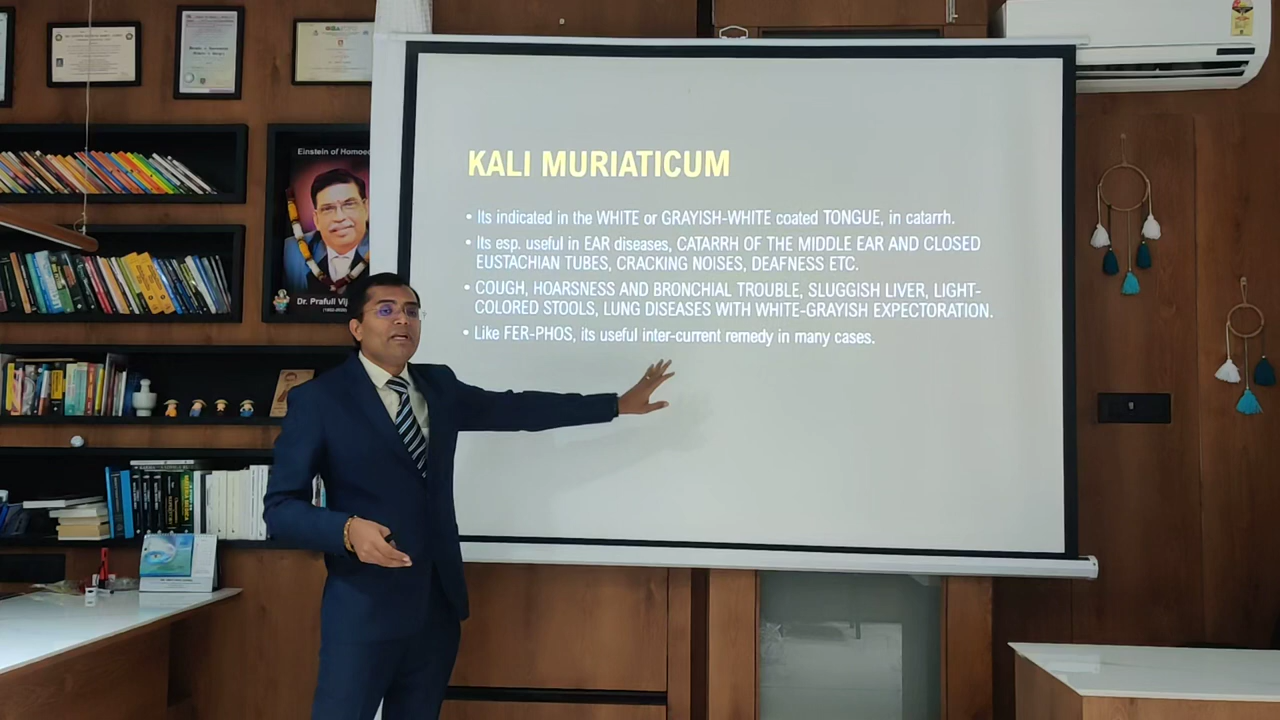 Einstein of Homoeo
Dr. Prafull Vij
KALI MURIATICUM
• Its indicated in the WHITE or GRAYISH-WHITE coated TONGUE, in catarrh.
• Its esp. useful in EAR diseases, CATARRH OF THE MIDDLE EAR AND CLOSED
EUSTACHIAN TUBES, CRACKING NOISES, DEAFNESS ETC.
• COUGH, HOARSNESS AND BRONCHIAL TROUBLE, SLUGGISH LIVER, LIGHT-
COLORED STOOLS, LUNG DISEASES WITH WHITE-GRAYISH EXPECTORATION.
• Like FER-PHOS, its useful inter-current remedy in many cases.